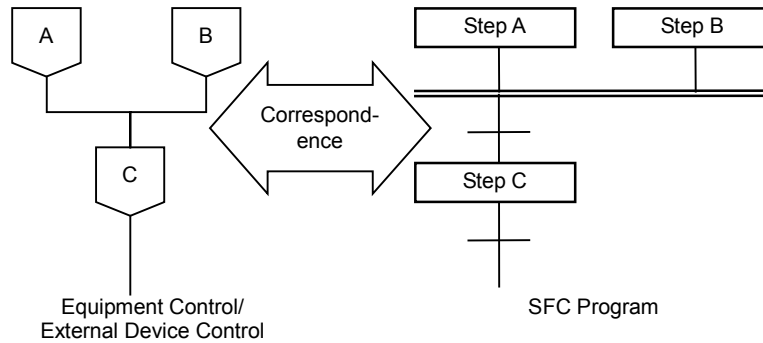 A
B
C
Correspond-
ence
Step A
Step B
Step C
Equipment Control/
External Device Control
SFC Program